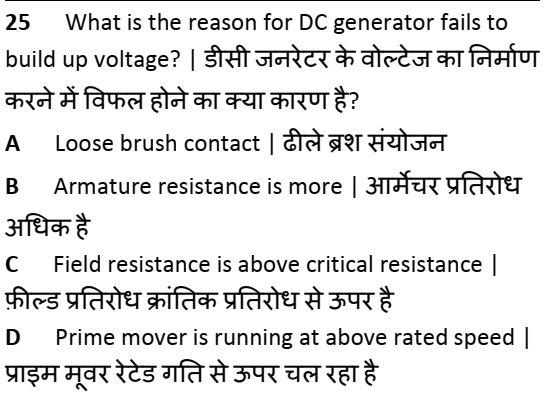 25 What is the reason for DC generator fails to
build up voltage? | डीसी जनरेटर के वोल्टेज का निर्माण
करने में विफल होने का क्या कारण है?
A Loose brush contact | ढीले ब्रश संयोजन
B Armature resistance is more | आर्मेचर प्रतिरोध
अधिक है
C Field resistance is above critical resistance |
फ़ील्ड प्रतिरोध क्रांतिक प्रतिरोध से ऊपर है
D Prime mover is running at above rated speed |
प्राइम मूवर रेटेड गति से ऊपर चल रहा है